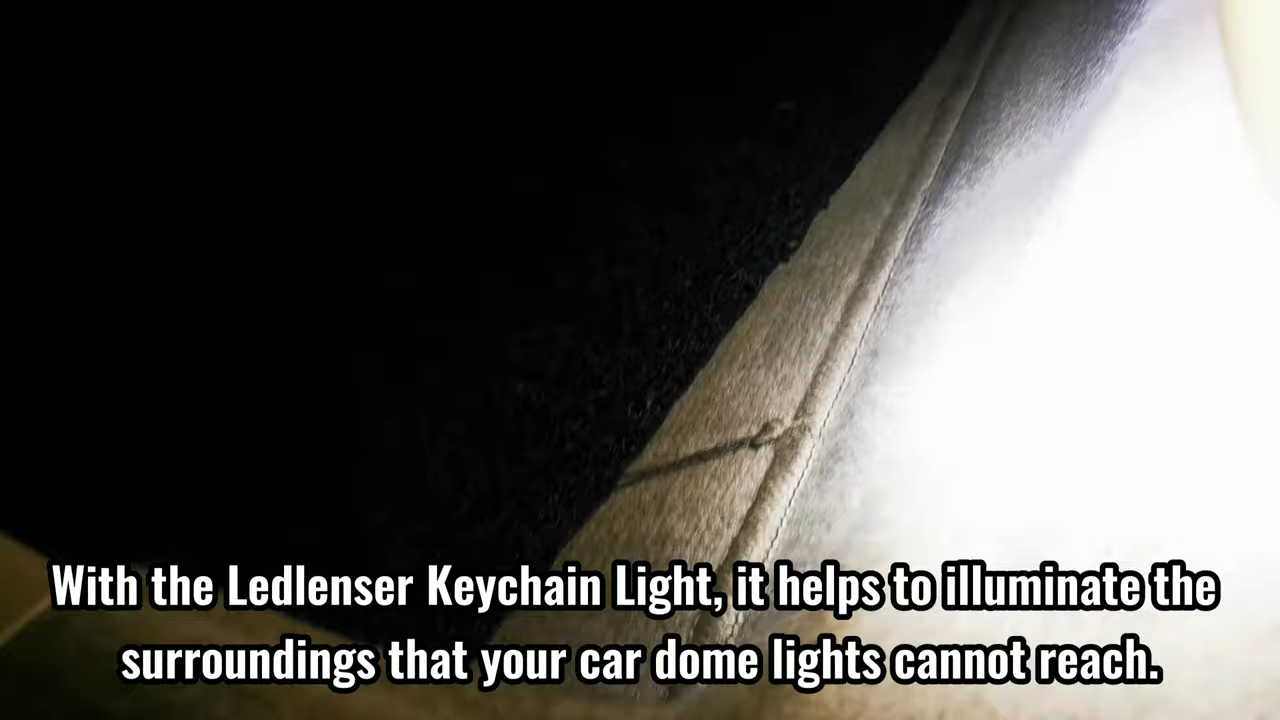 With the Ledlenser Keychain Light, it helps to illuminate the
surroundings that your car dome lights cannot reach.